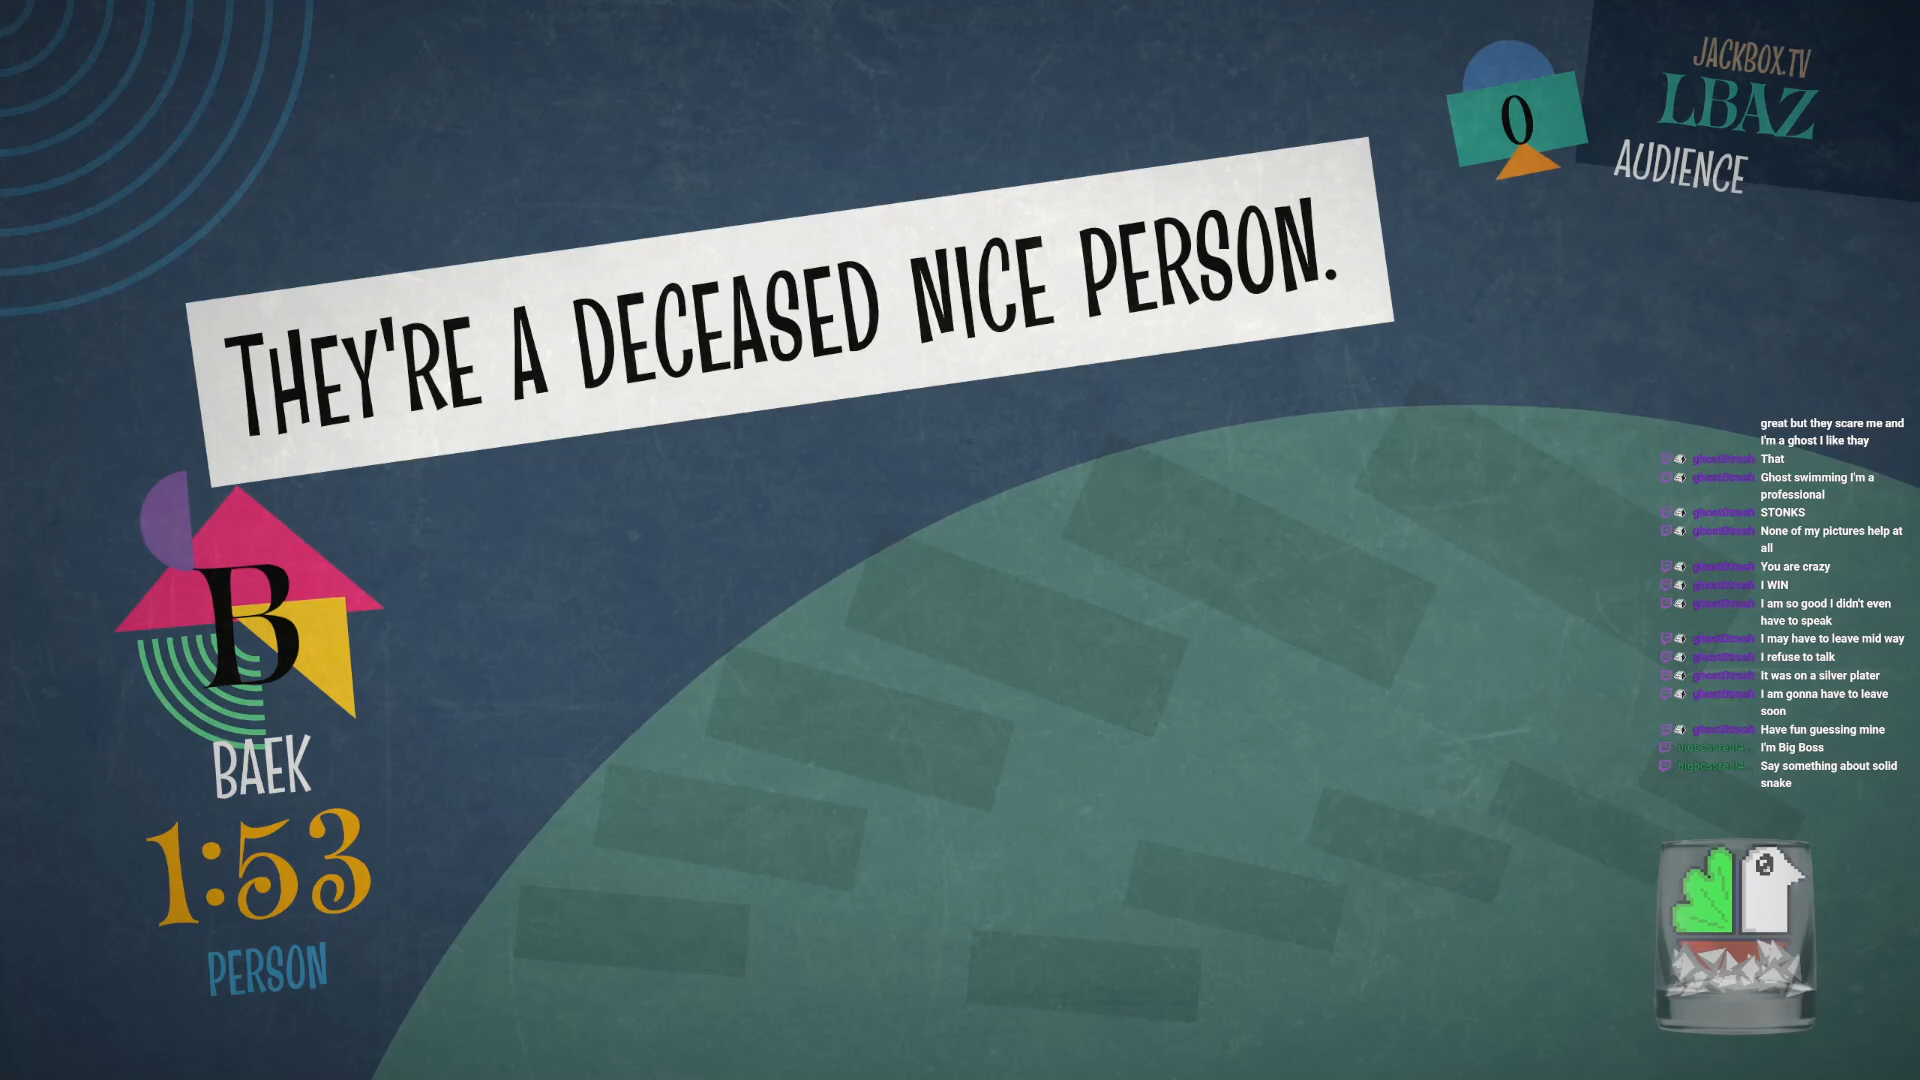 JACKBOX.TV
LBAZ
0
AUDIENCE
THEY'RE A DECEASED NICE PERSON.
B
BAEK
1:53
PERSON
great but they scare me and
I'm a ghost I like thay
That
Ghost swimming I'm a
professional
STONKS
None of my pictures help at
all
You are crazy
I WIN
I am so good I didn't even
have to speak
I may have to leave mid way
I refuse to talk
It was on a silver plater
I am gonna have to leave
soon
Have fun guessing mine
bigbossreal4... I'm Big Boss
bigbossreal4... Say something about solid
snake